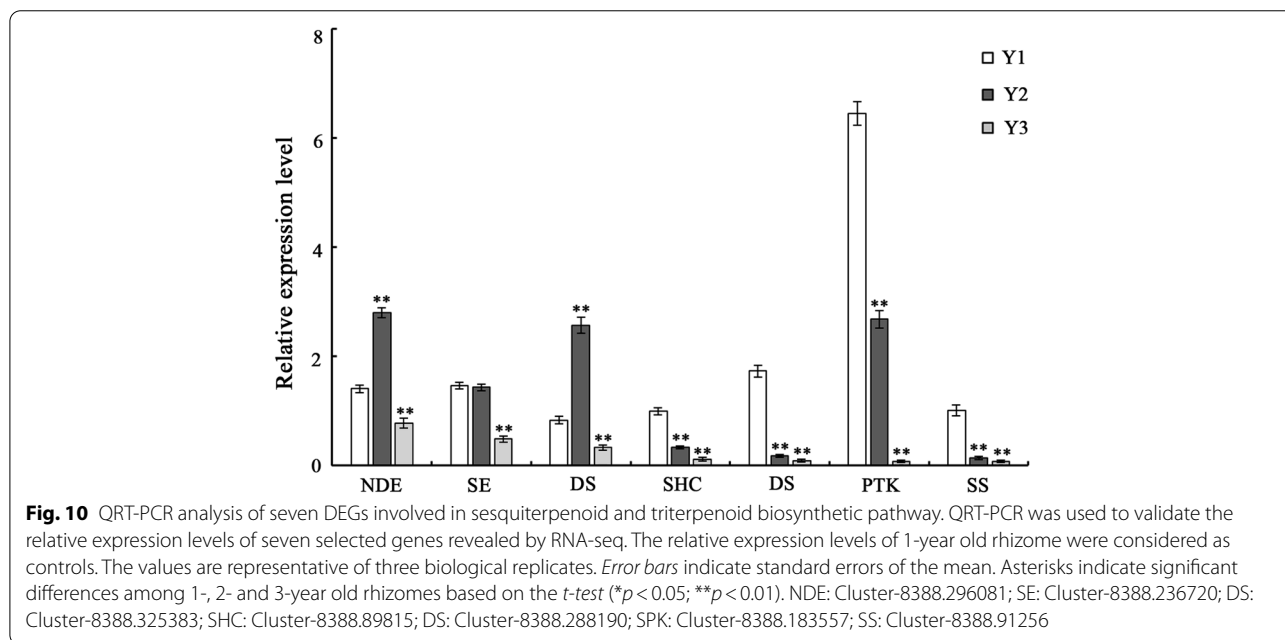 8
6
4
2
0
Relative expression level
Y1
Y2
Y3
** ** ** ** ** ** ** ** ** ** ** ** **
NDE SE DS SHC DS PTK SS
Fig. 10 QRT-PCR analysis of seven DEGs involved in sesquiterpenoid and triterpenoid biosynthetic pathway. QRT-PCR was used to validate the
relative expression levels of seven selected genes revealed by RNA-seq. The relative expression levels of 1-year old rhizome were considered as
controls. The values are representative of three biological replicates. Error bars indicate standard errors of the mean. Asterisks indicate significant
differences among 1-, 2- and 3-year old rhizomes based on the t-test (*p < 0.05; **p < 0.01). NDE: Cluster-8388.296081; SE: Cluster-8388.236720; DS:
Cluster-8388.325383; SHC: Cluster-8388.89815; DS: Cluster-8388.288190; SPK: Cluster-8388.183557; SS: Cluster-8388.91256